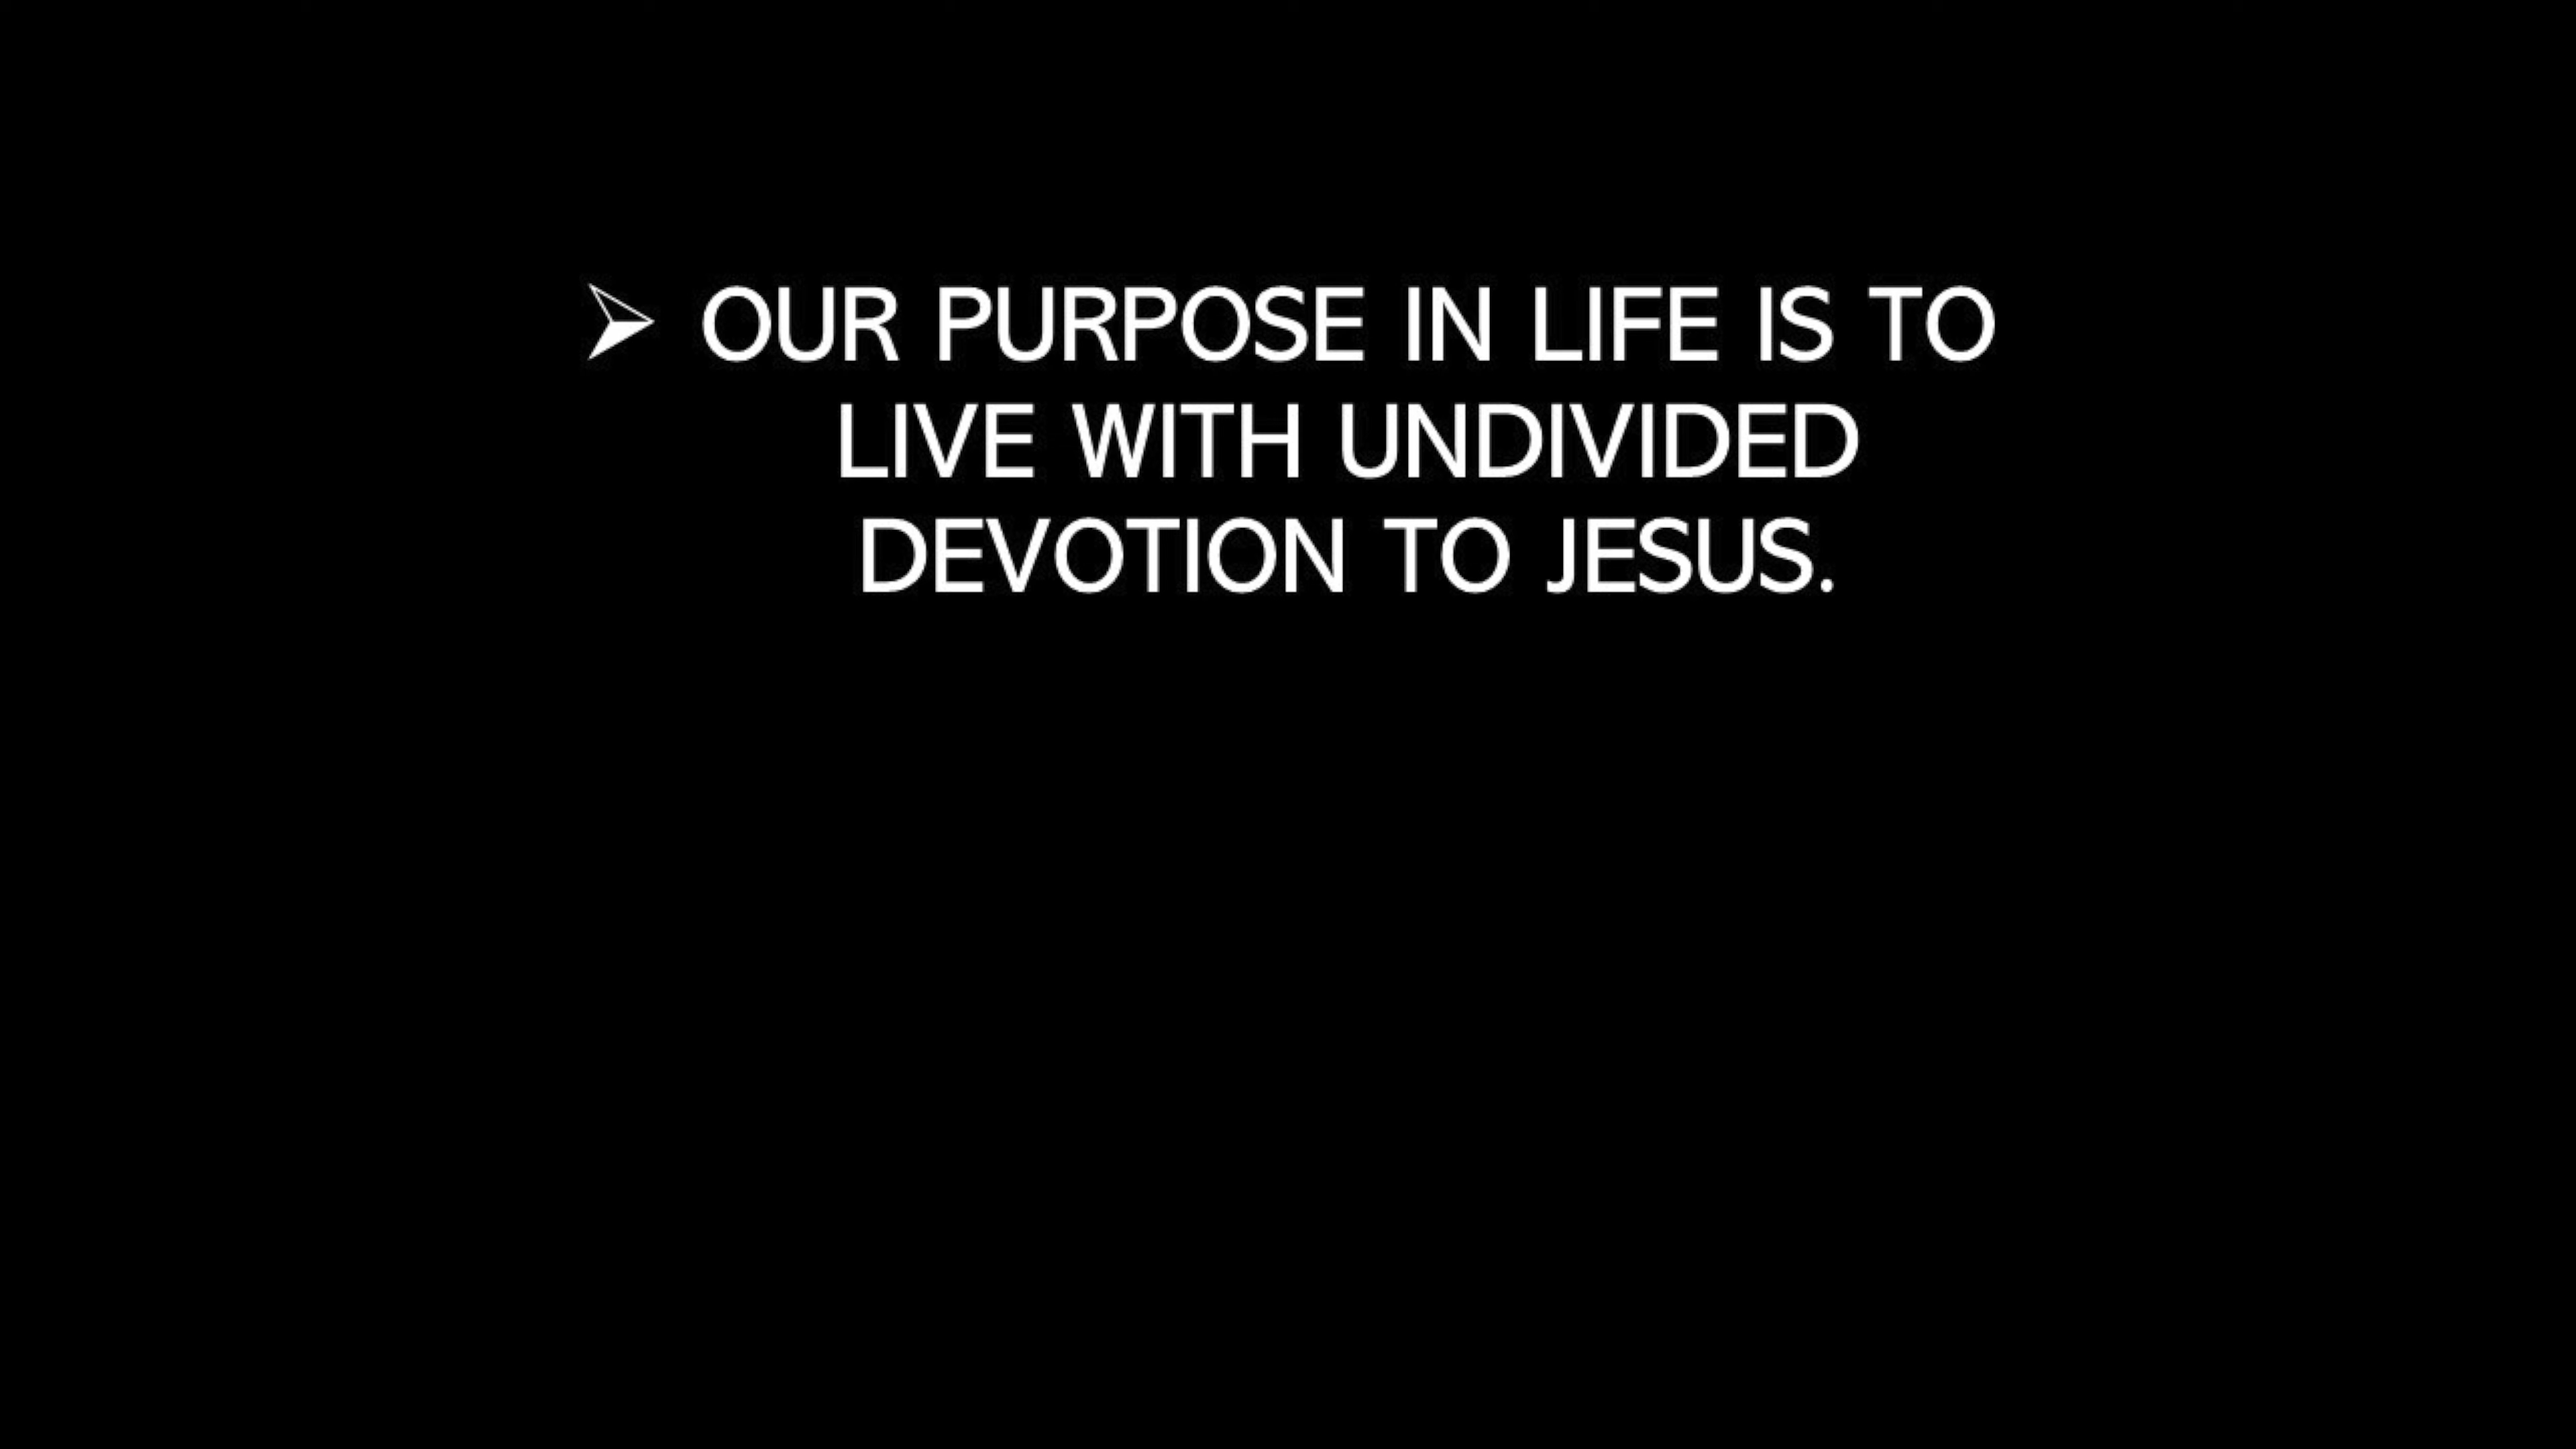 ➢ OUR PURPOSE IN LIFE IS TO
LIVE WITH UNDIVIDED
DEVOTION TO JESUS.